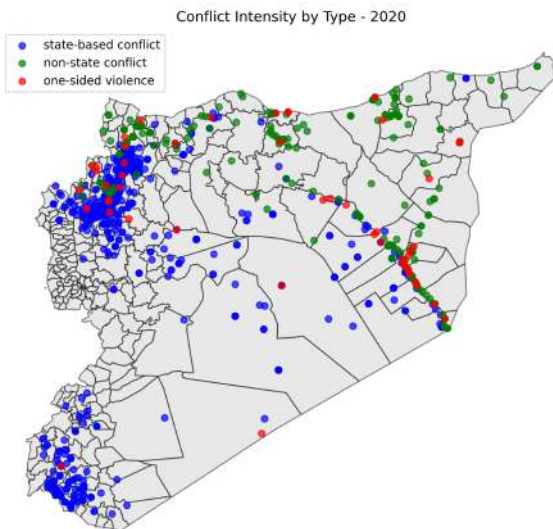 Conflict Intensity by Type - 2020
state-based conflict
non-state conflict
one-sided violence